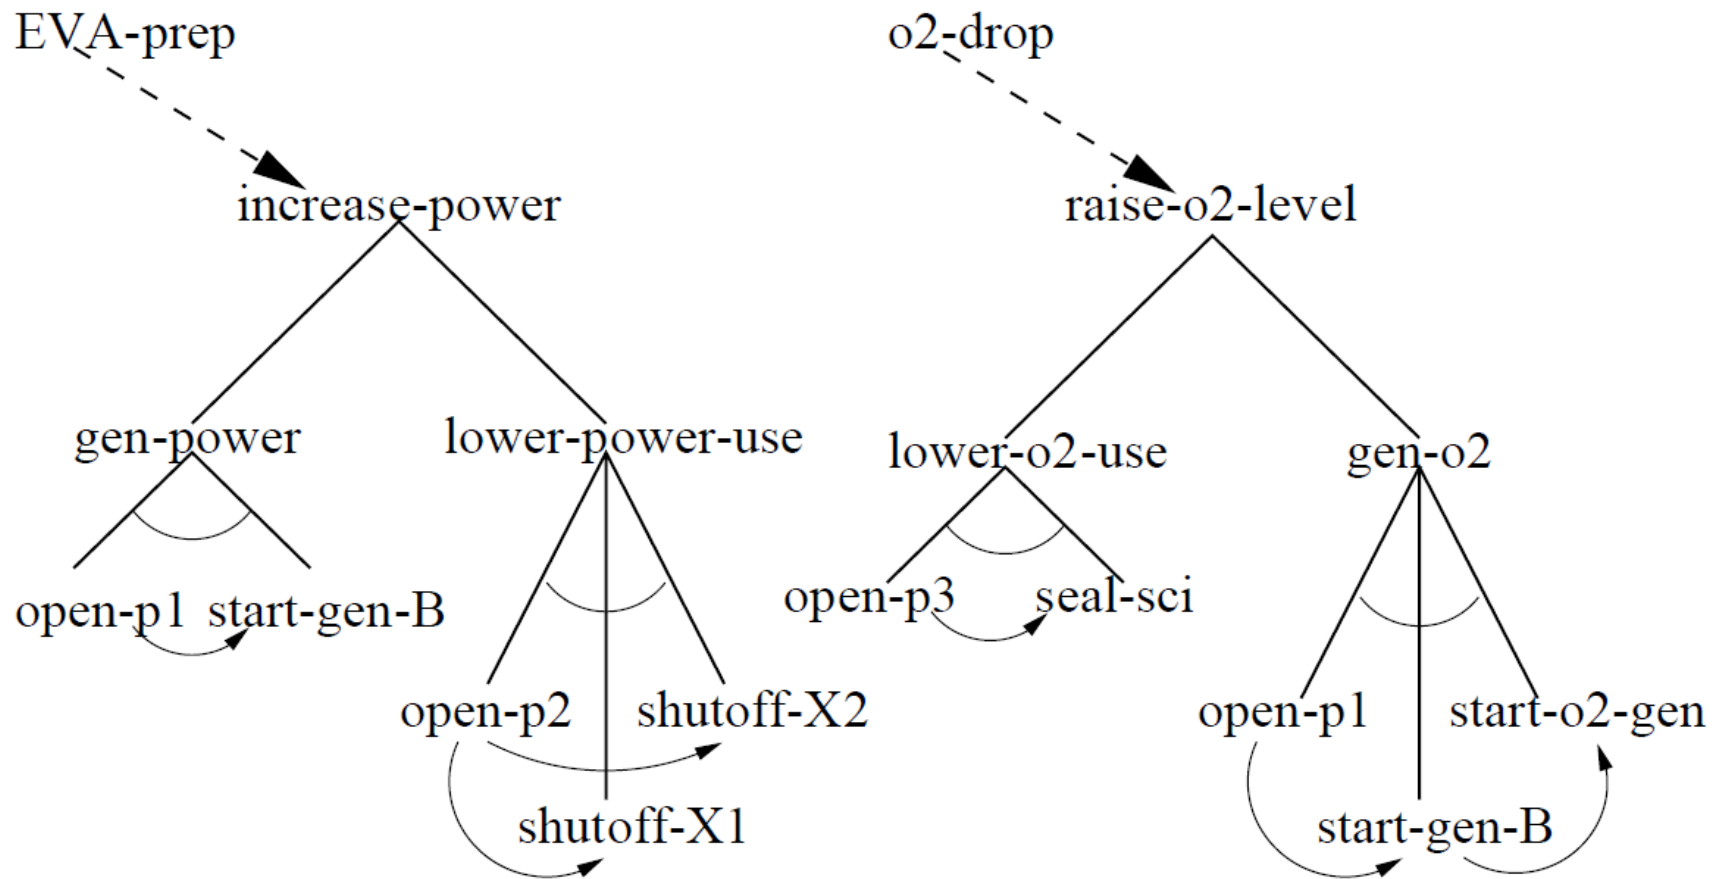 EVA-prep
o2-drop
increase-power
raise-o2-level
gen-power
lower-power-use
lower-o2-use
gen-o2
open-p1
start-gen-B
open-p3
seal-sci
open-p2
shutoff-X2
open-p1
start-o2-gen
shutoff-X1
start-gen-B